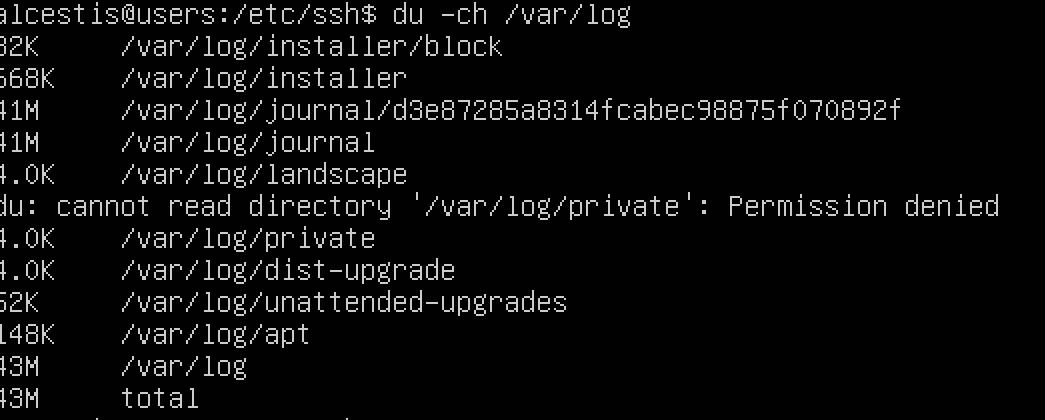 alcestis@users:/etc/ssh$ du -ch /var/log
32K /var/log/installer/block
668K /var/log/installer
41M /var/log/journal/d3e87285a8314fcabec98875f070892f
41M /var/log/journal
4.0K /var/log/landscape
du: cannot read directory '/var/log/private': Permission denied
4.0K /var/log/private
4.0K /var/log/dist-upgrade
52K /var/log/unattended-upgrades
148K /var/log/apt
43M /var/log
43M total